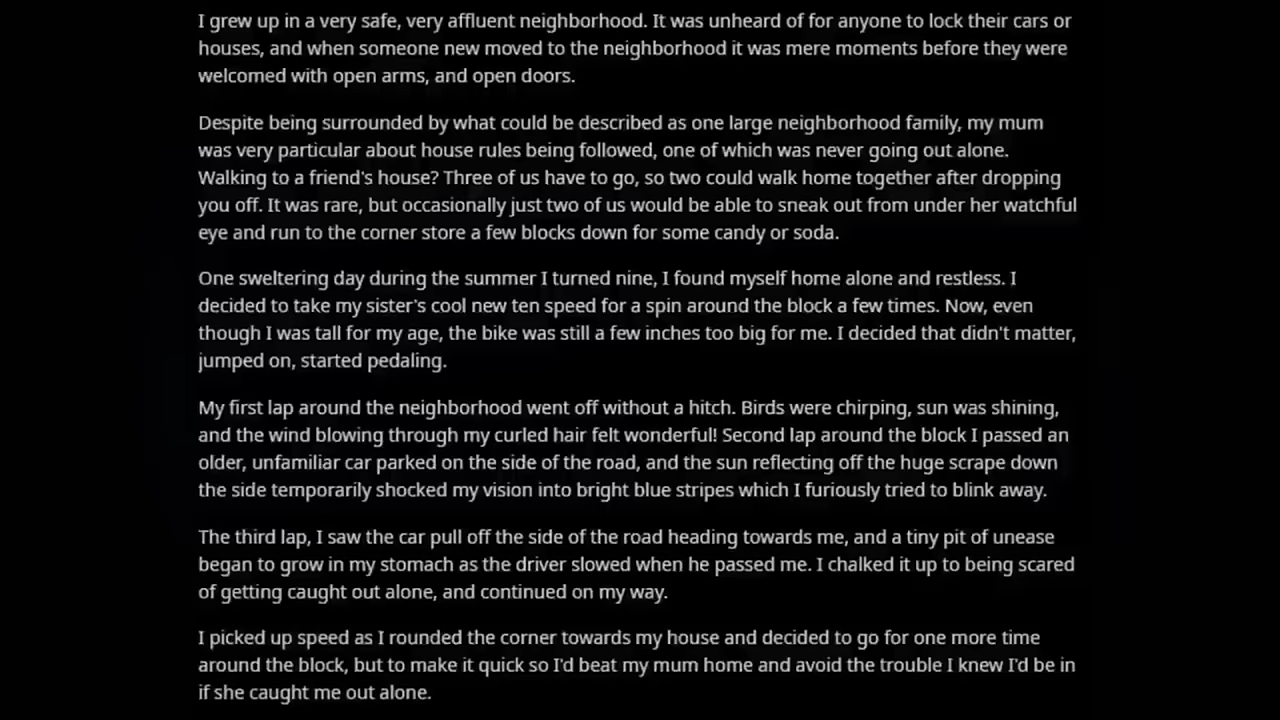 I grew up in a very safe, very affluent neighborhood. It was unheard of for anyone to lock their cars or
houses, and when someone new moved to the neighborhood it was mere moments before they were
welcomed with open arms, and open doors.
Despite being surrounded by what could be described as one large neighborhood family, my mum
was very particular about house rules being followed, one of which was never going out alone.
Walking to a friend's house? Three of us have to go, so two could walk home together after dropping
you off. It was rare, but occasionally just two of us would be able to sneak out from under her watchful
eye and run to the corner store a few blocks down for some candy or soda.
One sweltering day during the summer I turned nine, I found myself home alone and restless. I
decided to take my sister's cool new ten speed for a spin around the block a few times. Now, even
though I was tall for my age, the bike was still a few inches too big for me. I decided that didn't matter,
jumped on, started pedaling.
My first lap around the neighborhood went off without a hitch. Birds were chirping, sun was shining,
and the wind blowing through my curled hair felt wonderful! Second lap around the block I passed an
older, unfamiliar car parked on the side of the road, and the sun reflecting off the huge scrape down
the side temporarily shocked my vision into bright blue stripes which I furiously tried to blink away.
The third lap, I saw the car pull off the side of the road heading towards me, and a tiny pit of unease
began to grow in my stomach as the driver slowed when he passed me. I chalked it up to being scared
of getting caught out alone, and continued on my way.
I picked up speed as I rounded the corner towards my house and decided to go for one more time
around the block, but to make it quick so I'd beat my mum home and avoid the trouble I knew I'd be in
if she caught me out alone.